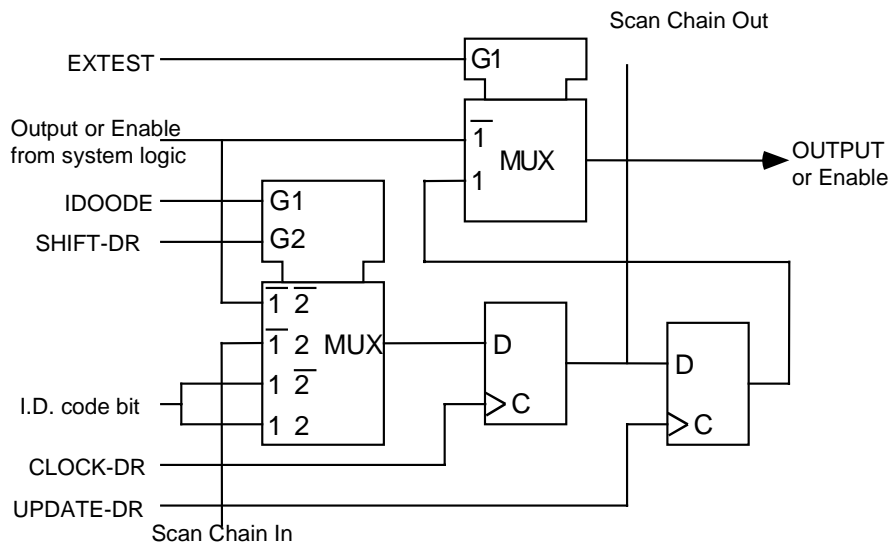 Scan Chain Out
EXTEST
G1
Output or Enable
from system logic
1
MUX
1
OUTPUT
or Enable
IDOODE
G1
SHIFT-DR
G2
1 2
1 2 MUX
1 2
1 2
D
C
D
C
I.D. code bit
CLOCK-DR
UPDATE-DR
Scan Chain In